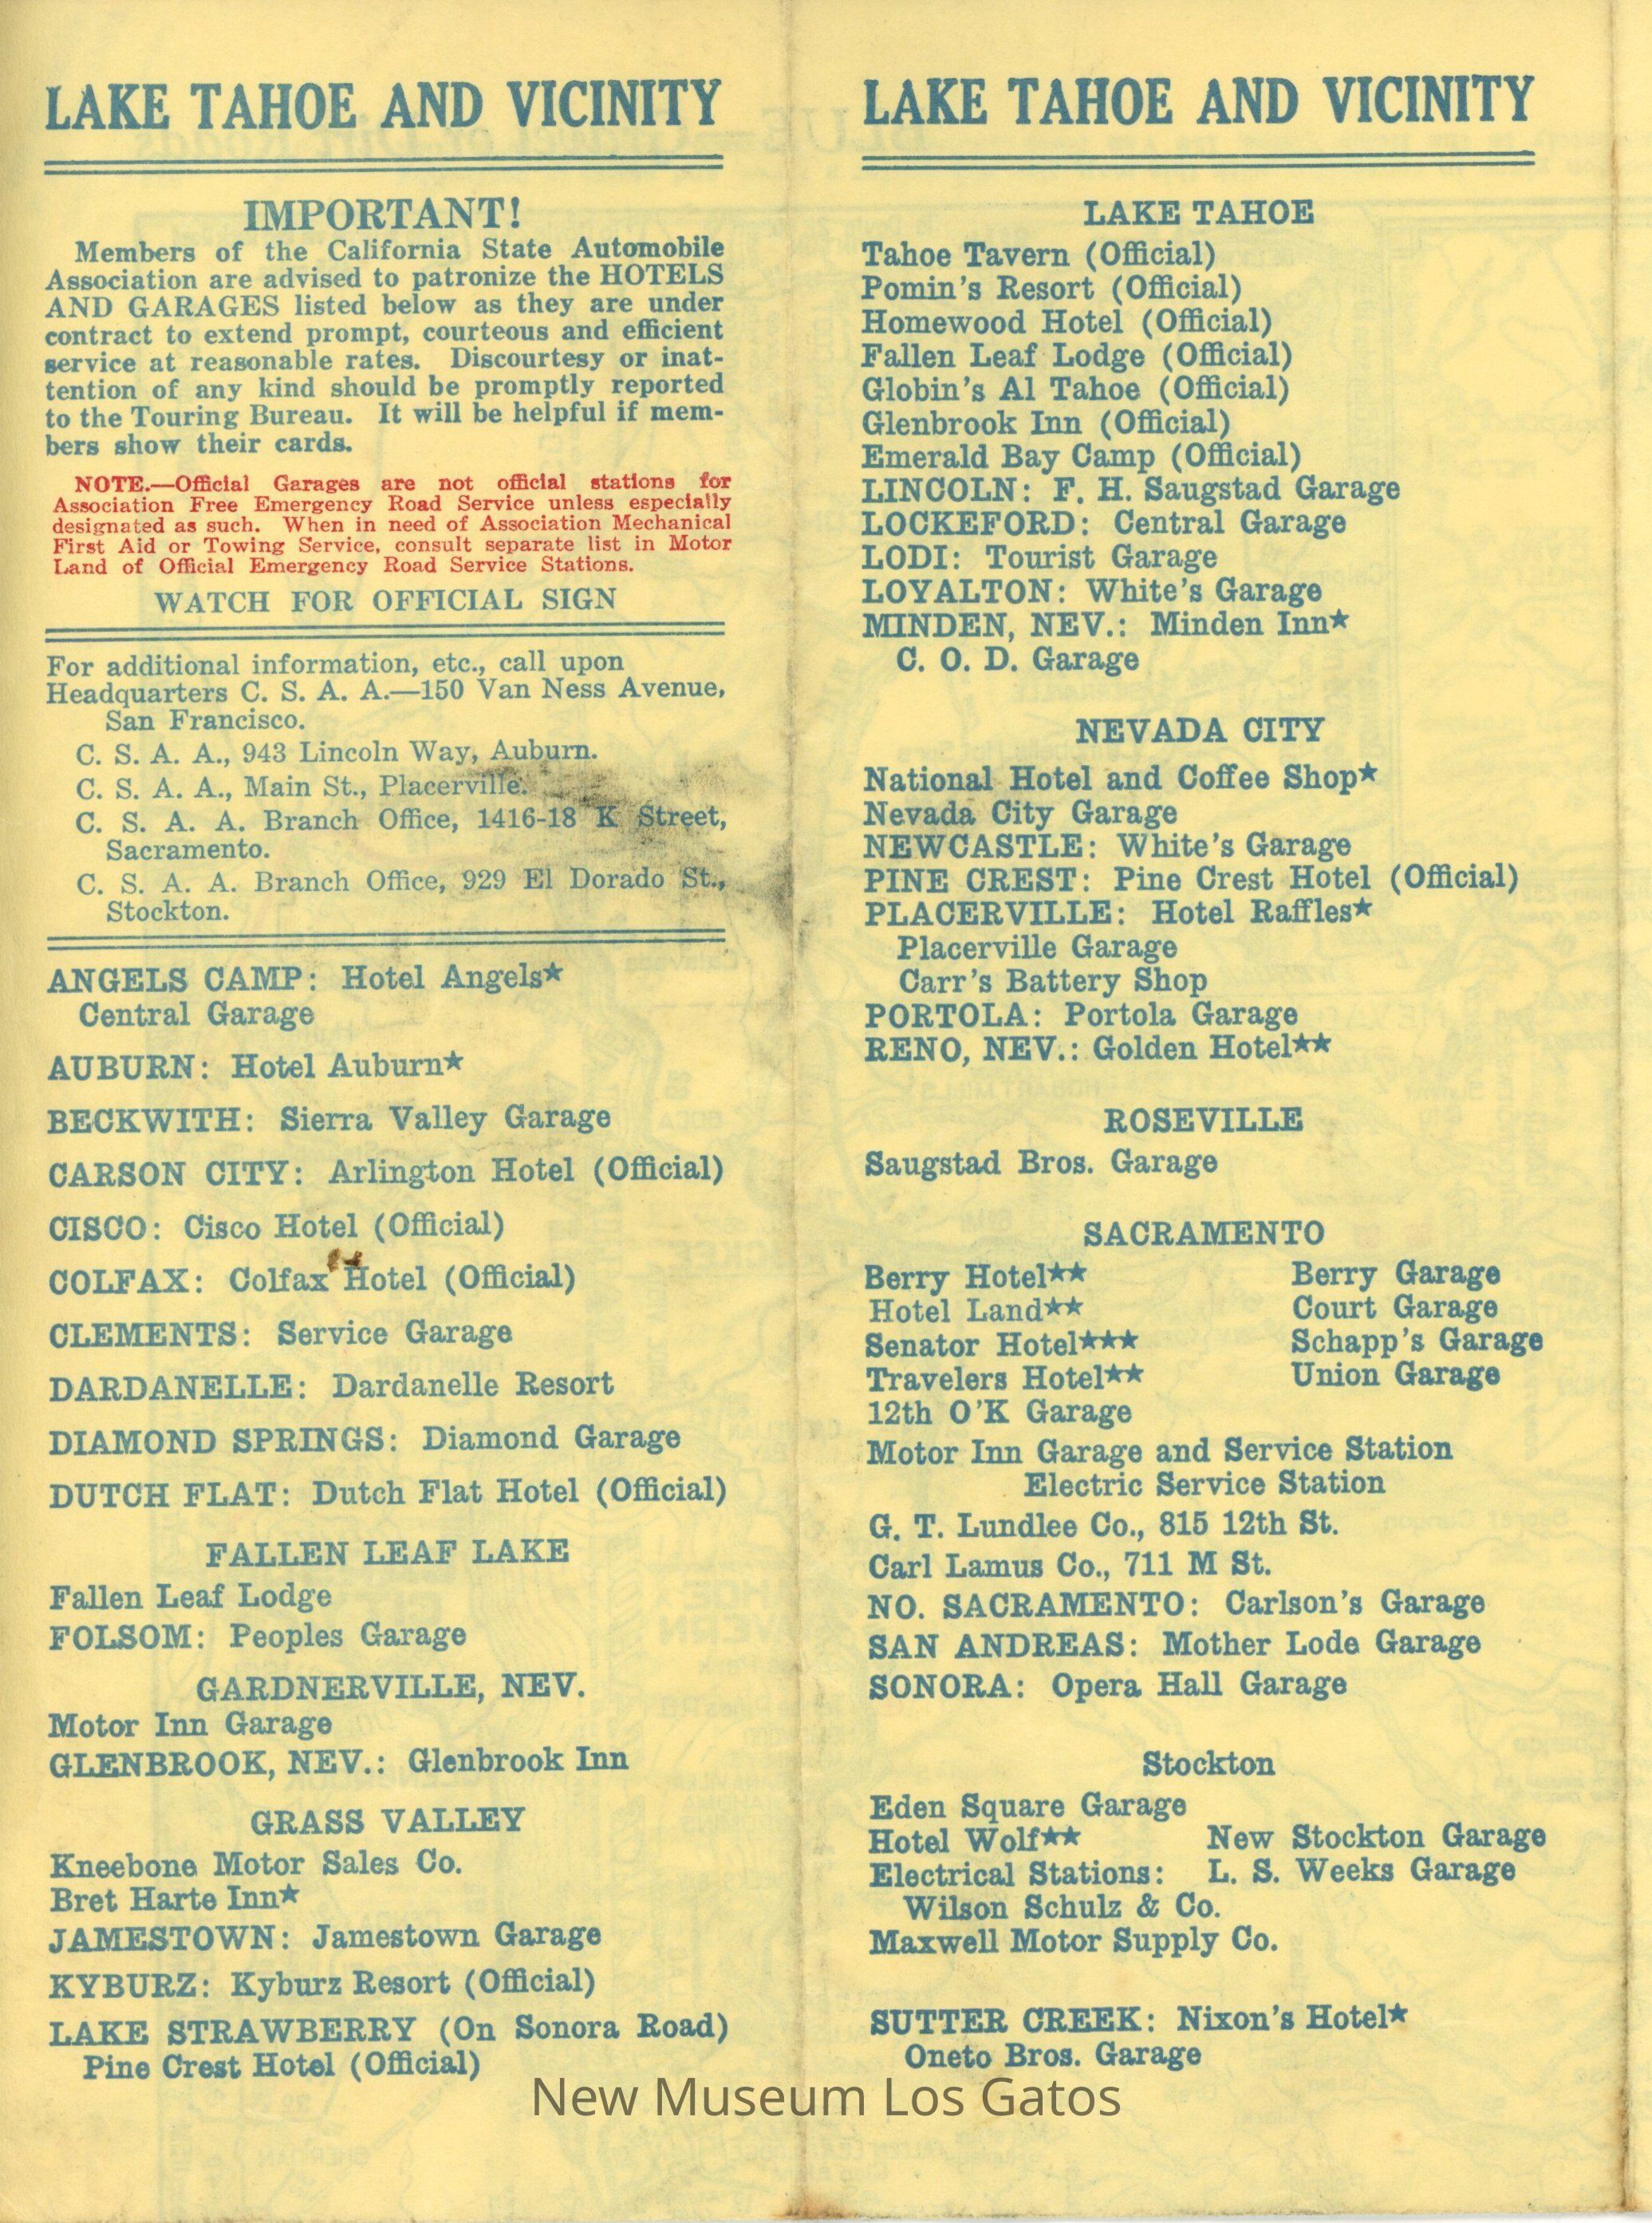 LAKE TAHOE AND VICINITY
IMPORTANT!
Members of the California State Automobile
Association are advised to patronize the HOTELS
AND GARAGES listed below as they are under
contract to extend prompt, courteous and efficient
service at reasonable rates. Discourtesy or inat-
tention of any kind should be promptly reported
to the Touring Bureau. It will be helpful if mem-
bers show their cards.
NOTE.—Official Garages are not official stations for
Association Free Emergency Road Service unless especially
designated as such. When in need of Association Mechanical
First Aid or Towing Service, consult separate list in Motor
Land of Official Emergency Road Service Stations.
WATCH FOR OFFICIAL SIGN
For additional information, etc., call upon
Headquarters C. S. A. A.—150 Van Ness Avenue,
San Francisco.
C. S. A. A., 943 Lincoln Way, Auburn.
C. S. A. A., Main St., Placerville.
C. S. A. A. Branch Office, 1416-18 K Street,
Sacramento.
C. S. A. A. Branch Office, 929 El Dorado St.,
Stockton.
ANGELS CAMP: Hotel Angels★
Central Garage
AUBURN: Hotel Auburn★
BECKWITH: Sierra Valley Garage
CARSON CITY: Arlington Hotel (Official)
CISCO: Cisco Hotel (Official)
COLFAX: Colfax Hotel (Official)
CLEMENTS: Service Garage
DARDANELLE: Dardanelle Resort
DIAMOND SPRINGS: Diamond Garage
DUTCH FLAT: Dutch Flat Hotel (Official)
FALLEN LEAF LAKE
Fallen Leaf Lodge
FOLSOM: Peoples Garage
GARDNERVILLE, NEV.
Motor Inn Garage
GLENBROOK, NEV.: Glenbrook Inn
GRASS VALLEY
Kneebone Motor Sales Co.
Bret Harte Inn★
JAMESTOWN: Jamestown Garage
KYBURZ: Kyburz Resort (Official)
LAKE STRAWBERRY (On Sonora Road)
Pine Crest Hotel (Official)
LAKE TAHOE AND VICINITY
LAKE TAHOE
Tahoe Tavern (Official)
Pomin's Resort (Official)
Homewood Hotel (Official)
Fallen Leaf Lodge (Official)
Globin's Al Tahoe (Official)
Glenbrook Inn (Official)
Emerald Bay Camp (Official)
LINCOLN: F. H. Saugstad Garage
LOCKEFORD: Central Garage
LODI: Tourist Garage
LOYALTON: White's Garage
MINDEN, NEV.: Minden Inn★
C. O. D. Garage
NEVADA CITY
National Hotel and Coffee Shop★
Nevada City Garage
NEWCASTLE: White's Garage
PINE CREST: Pine Crest Hotel (Official)
PLACERVILLE: Hotel Raffles★
Placerville Garage
Carr's Battery Shop
PORTOLA: Portola Garage
RENO, NEV.: Golden Hotel★★
ROSEVILLE
Saugstad Bros. Garage
SACRAMENTO
Berry Hotel★★ Berry Garage
Hotel Land★★ Court Garage
Senator Hotel★★★ Schapp's Garage
Travelers Hotel★★ Union Garage
12th O'K Garage
Motor Inn Garage and Service Station
Electric Service Station
G. T. Lundlee Co., 815 12th St.
Carl Lamus Co., 711 M St.
NO. SACRAMENTO: Carlson's Garage
SAN ANDREAS: Mother Lode Garage
SONORA: Opera Hall Garage
Stockton
Eden Square Garage
Hotel Wolf★★ New Stockton Garage
Electrical Stations: L. S. Weeks Garage
Wilson Schulz & Co.
Maxwell Motor Supply Co.
SUTTER CREEK: Nixon's Hotel★
Oneto Bros. Garage
New Museum Los Gatos